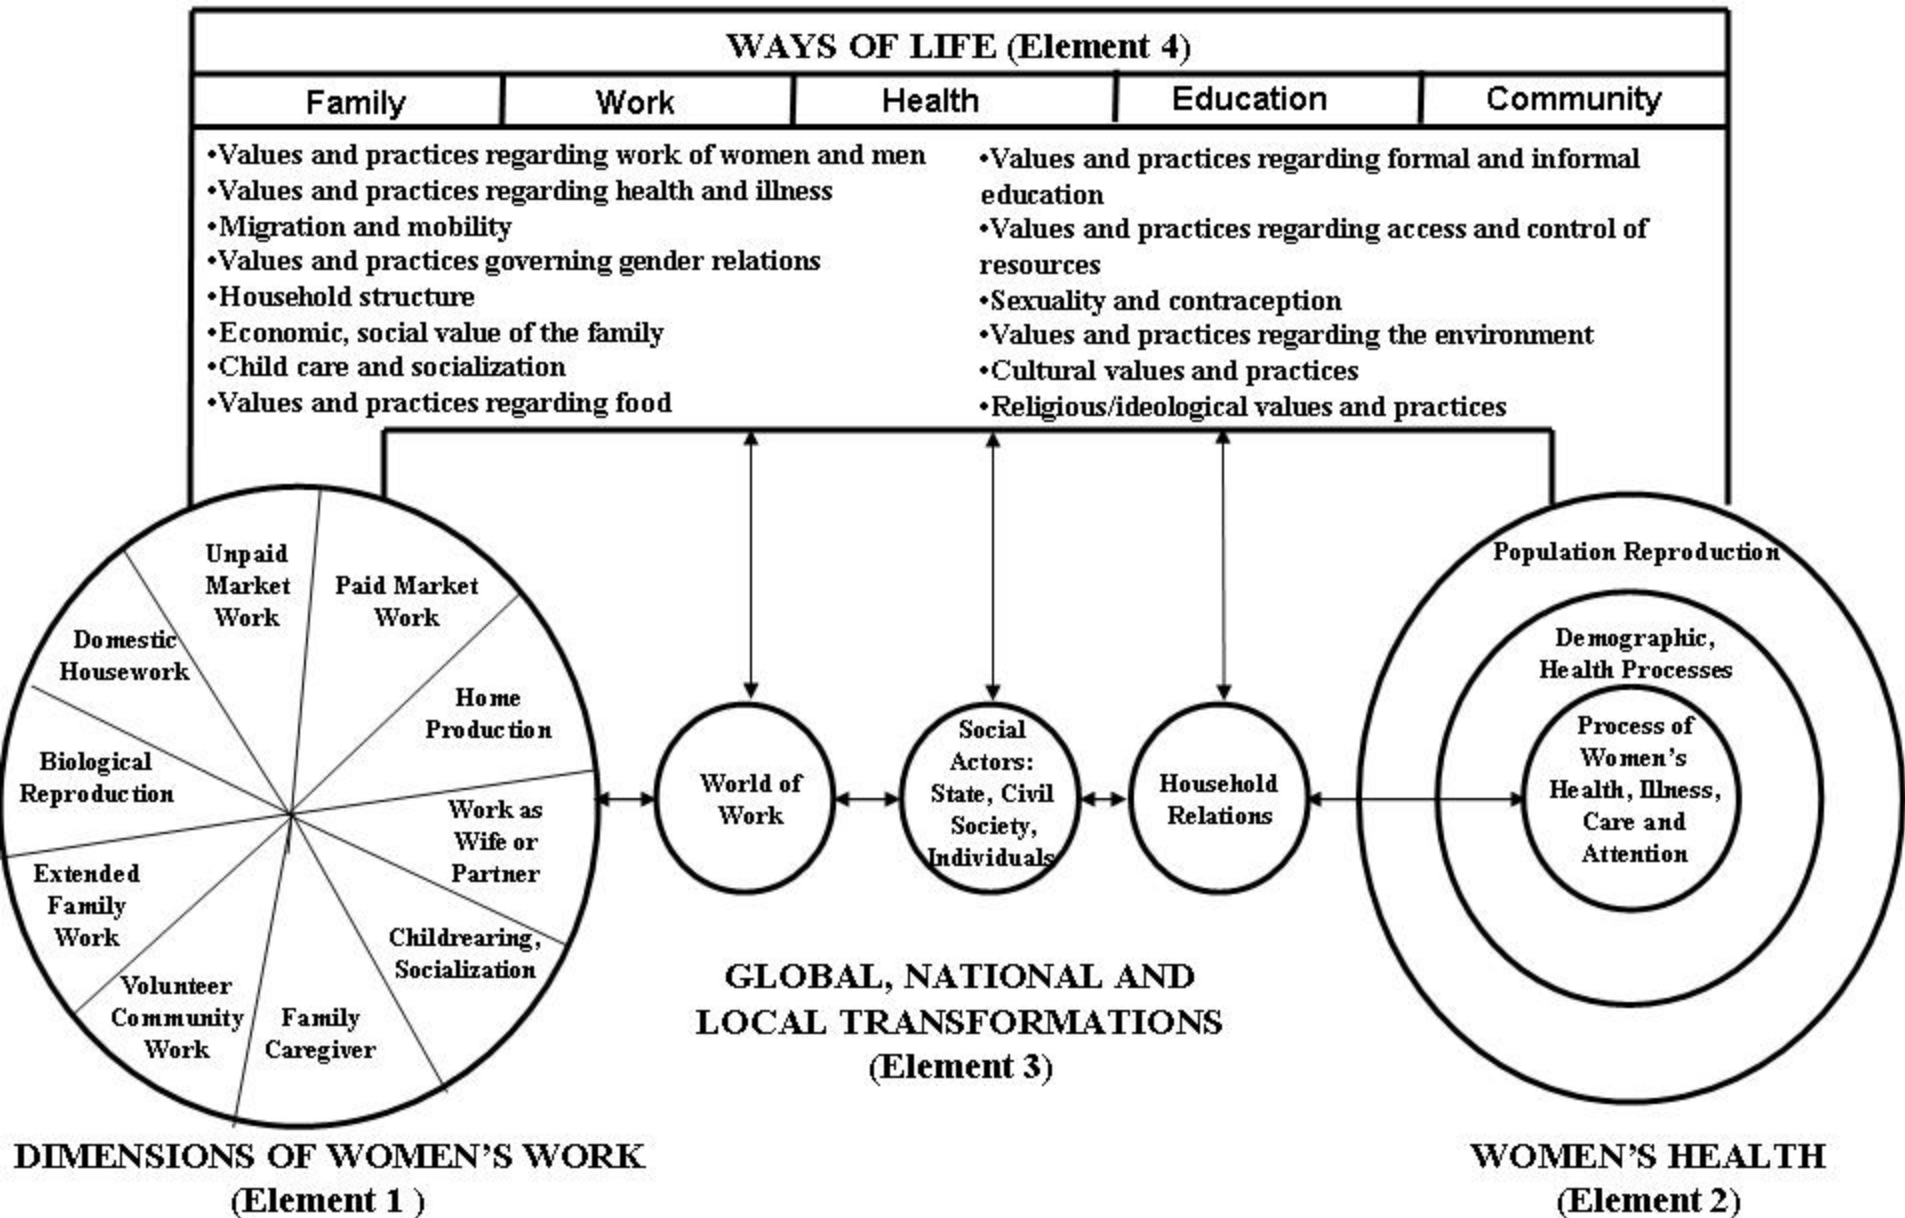 WAYS OF LIFE (Element 4)
Family
Work
Health
Education
Community
•Values and practices regarding work of women and men
•Values and practices regarding health and illness
•Migration and mobility
•Values and practices governing gender relations
•Household structure
•Economic, social value of the family
•Child care and socialization
•Values and practices regarding food
•Values and practices regarding formal and informal
education
•Values and practices regarding access and control of
resources
•Sexuality and contraception
•Values and practices regarding the environment
•Cultural values and practices
•Religious/ideological values and practices
Unpaid
Market
Work
Paid Market
Work
Domestic
Housework
Home
Production
Biological
Reproduction
Work as
Wife or
Partner
Extended
Family
Work
Childrearing,
Socialization
Volunteer
Community
Work
Family
Caregiver
World of
Work
Social
Actors:
State, Civil
Society,
Individuals
Household
Relations
Population Reproduction
Demographic,
Health Processes
Process of
Women's
Health, Illness,
Care and
Attention
GLOBAL, NATIONAL AND
LOCAL TRANSFORMATIONS
(Element 3)
DIMENSIONS OF WOMEN'S WORK
(Element 1 )
WOMEN'S HEALTH
(Element 2)